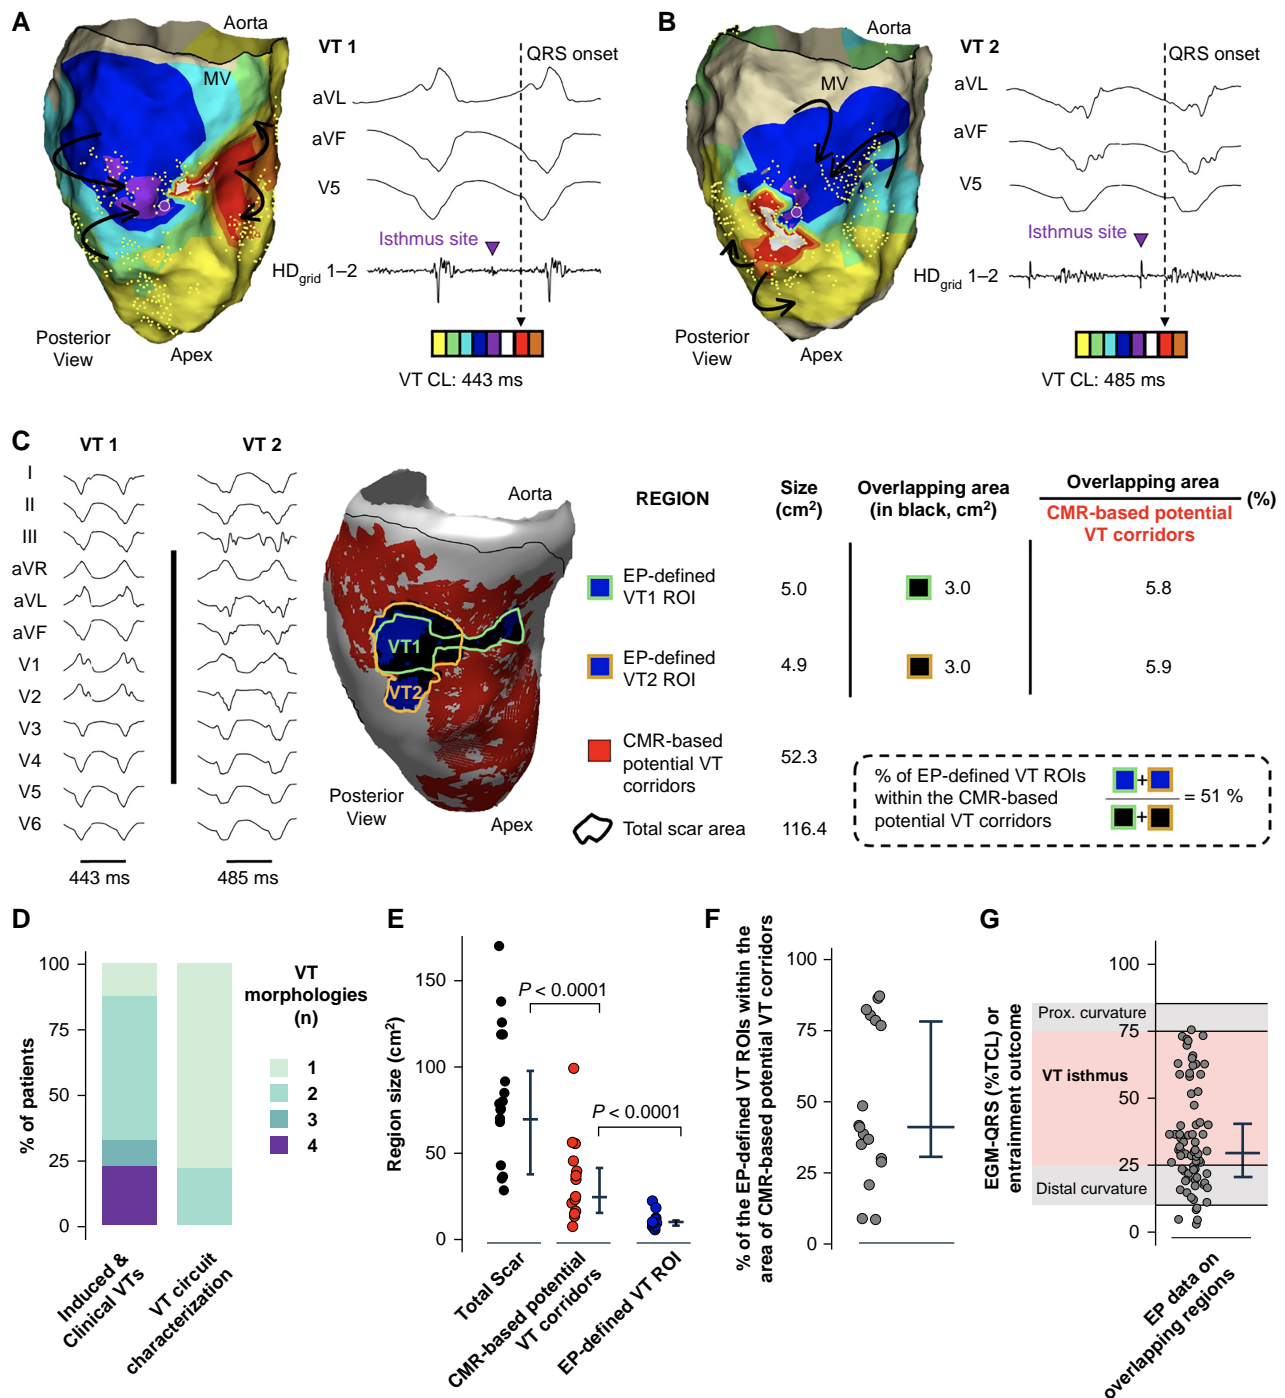 A
Aorta
MV
Posterior
View
Apex
VT 1
QRS onset
aVL
aVF
V5
Isthmus site
HDgrid 1–2
VT CL: 443 ms
B
Aorta
MV
Posterior
View
Apex
VT 2
QRS onset
aVL
aVF
V5
Isthmus site
HDgrid 1–2
VT CL: 485 ms
C
VT 1
VT 2
I
II
III
aVR
aVL
aVF
V1
V2
V3
V4
V5
V6
443 ms
485 ms
Aorta
VT1
VT2
Posterior
View
Apex
REGION
Size
(cm2)
Overlapping area
(in black, cm2)
Overlapping area
CMR-based potential
VT corridors
(%)
EP-defined
VT1 ROI
5.0
3.0
5.8
EP-defined
VT2 ROI
4.9
3.0
5.9
CMR-based
potential VT
corridors
52.3
Total scar area
116.4
% of EP-defined VT ROIs
within the CMR-based
potential VT corridors
+
+
= 51 %
D
% of patients
100
75
50
25
0
Induced &
Clinical VTs
VT circuit
characterization
VT
morphologies
(n)
1
2
3
4
E
Region size (cm2)
150
100
50
0
P < 0.0001
P < 0.0001
Total Scar
CMR-based potential
VT corridors
EP-defined VT ROI
F
% of the EP-defined VT ROIs within the
area of CMR-based potential VT corridors
100
75
50
25
0
G
EGM-QRS (%TCL) or
entrainment outcome
100
75
50
25
0
Prox. curvature
VT isthmus
Distal curvature
EP data on
overlapping regions